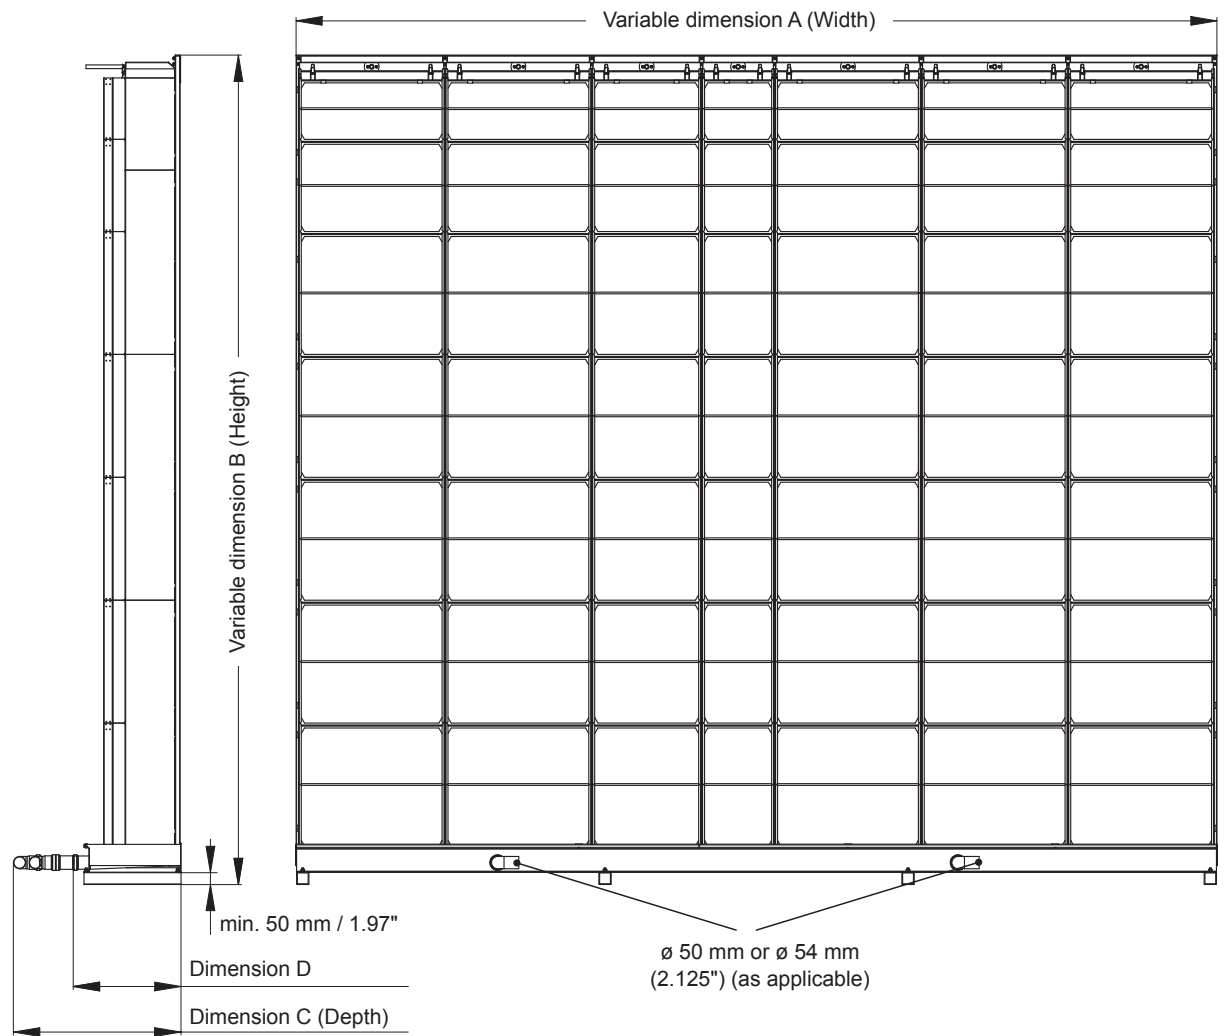 Variable dimension A (Width)
Variable dimension B (Height)
min. 50 mm / 1.97"
Dimension D
Dimension C (Depth)
ø 50 mm or ø 54 mm
(2.125") (as applicable)